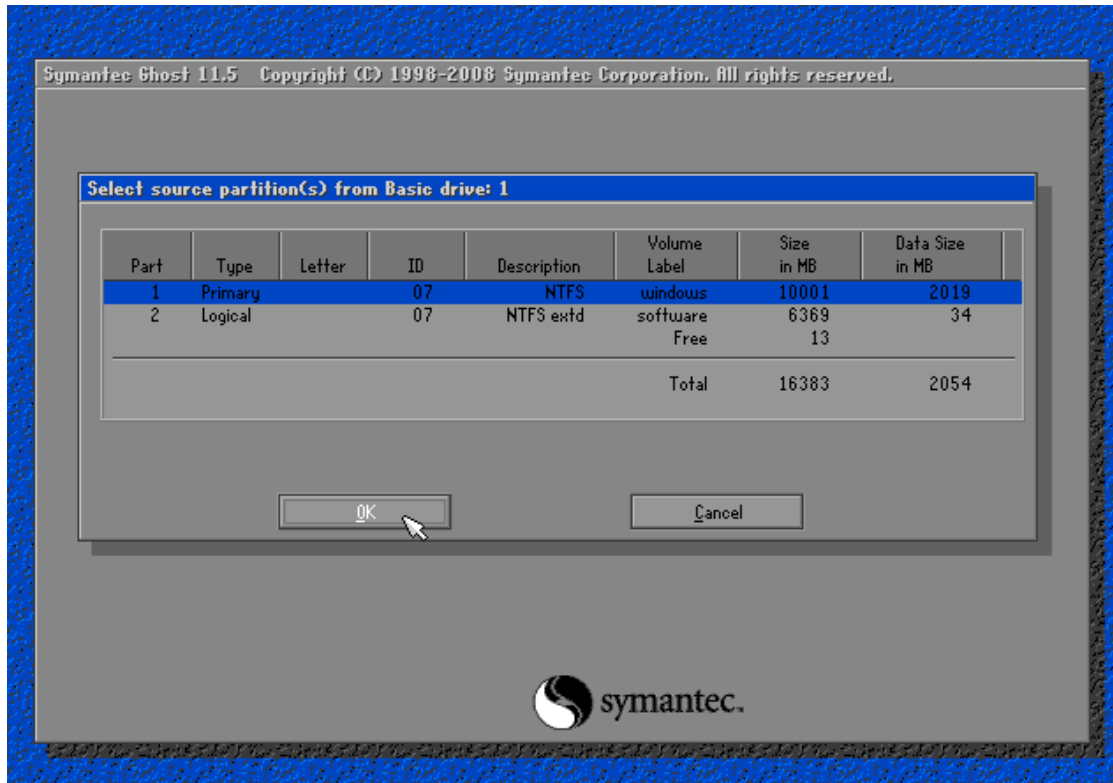 Symantec Ghost 11.5 Copyright (C) 1998-2008 Symantec Corporation. All rights reserved.
Select source partition(s) from Basic drive: 1
Part Type Letter ID Description Volume Label Size in MB Data Size in MB
1 Primary 07 NTFS windows 10001 2019
2 Logical 07 NTFS extd software 6369 34
Free 13
Total 16383 2054
OK Cancel
symantec.